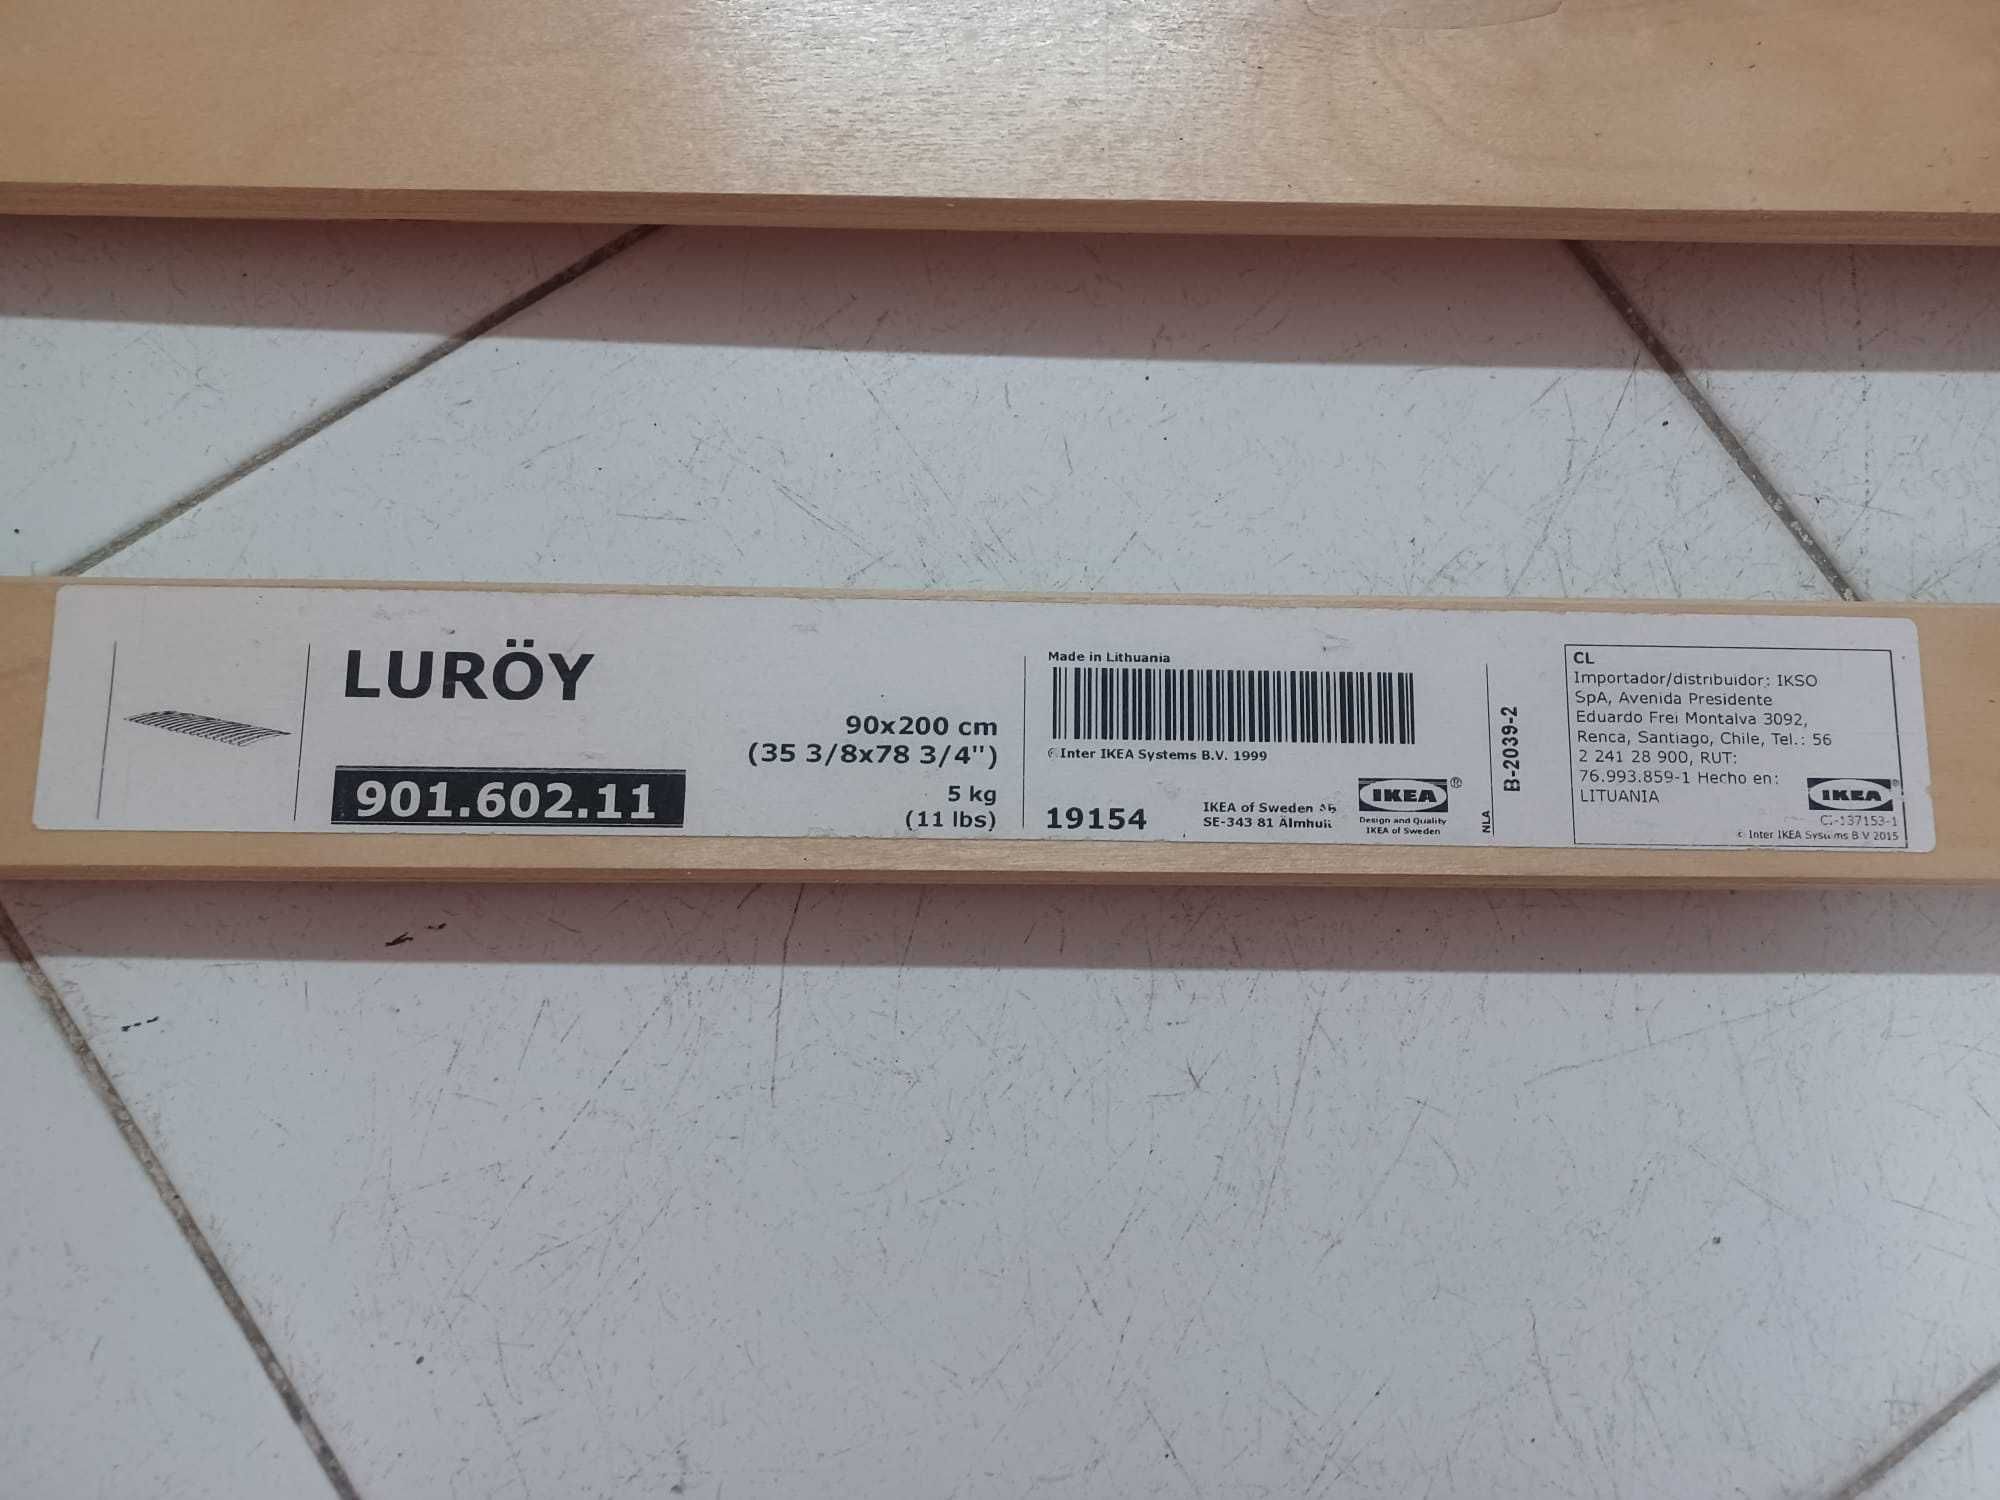 LURÖY
901.602.11
90x200 cm
(35 3/8x78 3/4")
5 kg
(11 lbs)
Made in Lithuania
© Inter IKEA Systems B.V. 1999
19154
IKEA of Sweden AB
SE-343 81 Älmhult
IKEA®
Design and Quality
IKEA of Sweden
NLA
B-2039-2
CL
Importador/distribuidor: IKSO
SpA, Avenida Presidente
Eduardo Frei Montalva 3092,
Renca, Santiago, Chile, Tel.: 56
2 241 28 900, RUT:
76.993.859-1 Hecho en:
LITUANIA
IKEA®
-137153-1
© Inter IKEA Systems B V 2015